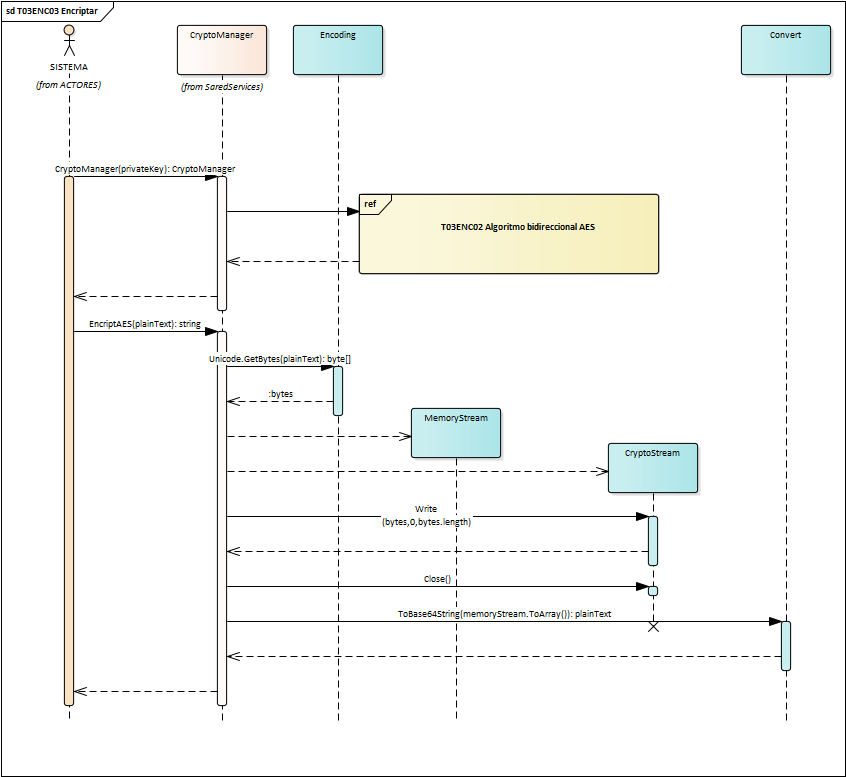 sd T03ENC03 Encriptar
CryptoManager
Encoding
Convert
SISTEMA
(from ACTORES)
(from SaredServices)
CryptoManager(privateKey): CryptoManager
ref
T03ENC02 Algoritmo bidireccional AES
EncriptAES(plainText): string
Unicode.GetBytes(plainText): byte[]
:bytes
MemoryStream
CryptoStream
Write
(bytes,0,bytes.length)
Close()
ToBase64String(memoryStream.ToArray()): plainText